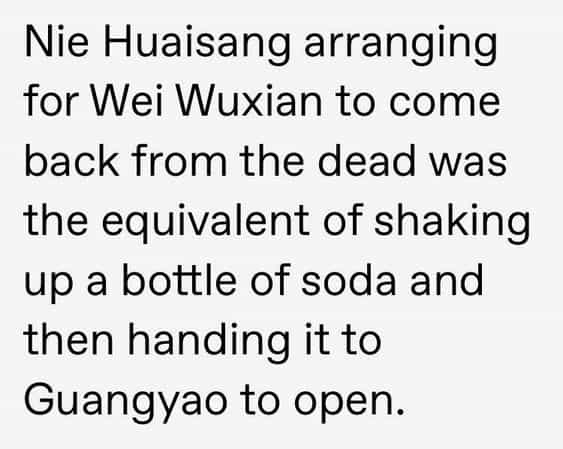 Nie Huaisang arranging
for Wei Wuxian to come
back from the dead was
the equivalent of shaking
up a bottle of soda and
then handing it to
Guangyao to open.